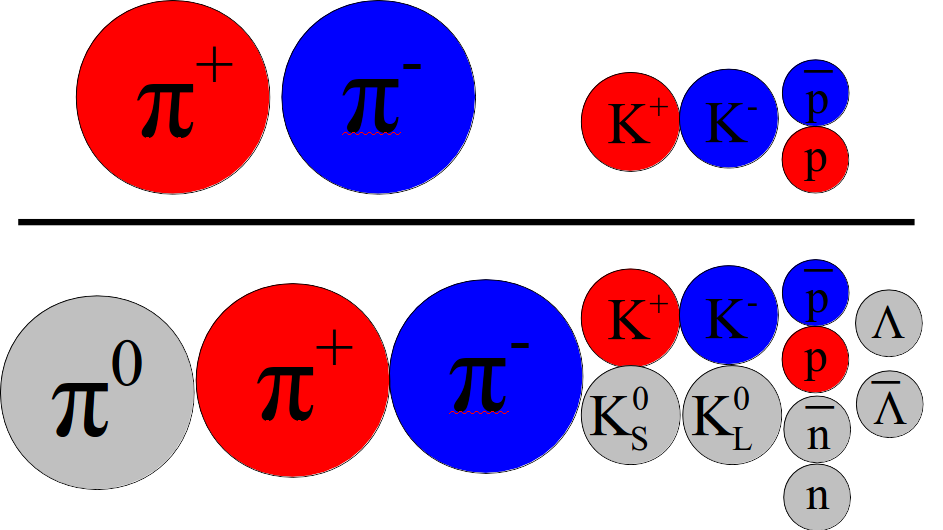 π⁺ π⁻ K⁺ K⁻ p̅
p
π⁰ π⁺ π⁻ K⁺ K⁻ p̅ Λ
p
K⁰S K⁰L n̅ Λ̅
n